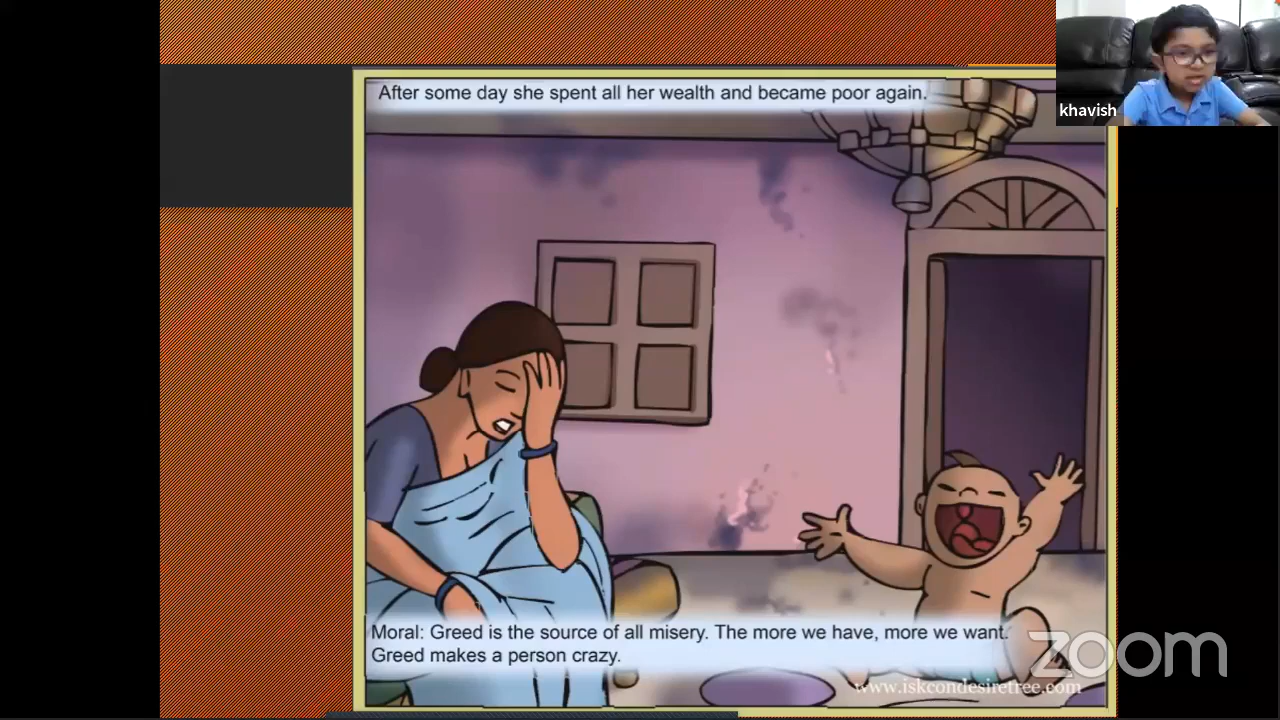 After some day she spent all her wealth and became poor again.
khavish
Moral: Greed is the source of all misery. The more we have, more we want.
Greed makes a person crazy.
zoom
www.iskcondesiretree.com